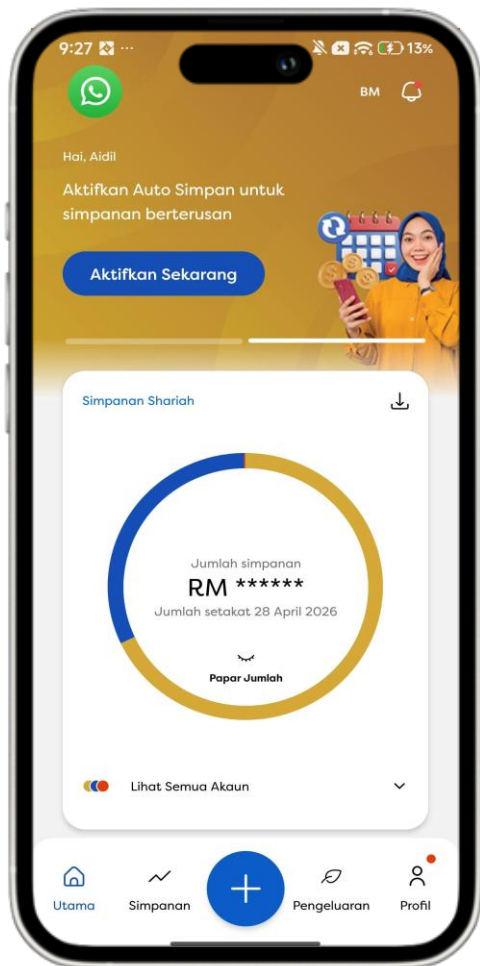 9:27
13%
BM
Hai, Aidil
Aktifkan Auto Simpan untuk
simpanan berterusan
Aktifkan Sekarang
Simpanan Shariah
Jumlah simpanan
RM ******
Jumlah setakat 28 April 2026
Papar Jumlah
Lihat Semua Akaun
Utama
Simpanan
Pengeluaran
Profil